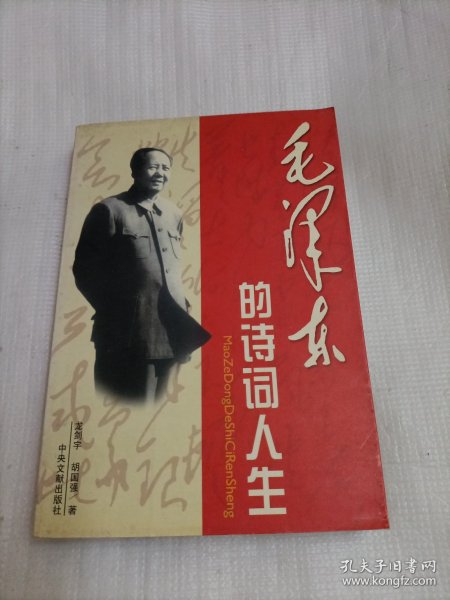 毛泽东
的诗词人生
MaoZeDongDeShiCiRenSheng
龙剑宇 胡国强 著
中央文献出版社
孔夫子旧书网
www.kongfz.com